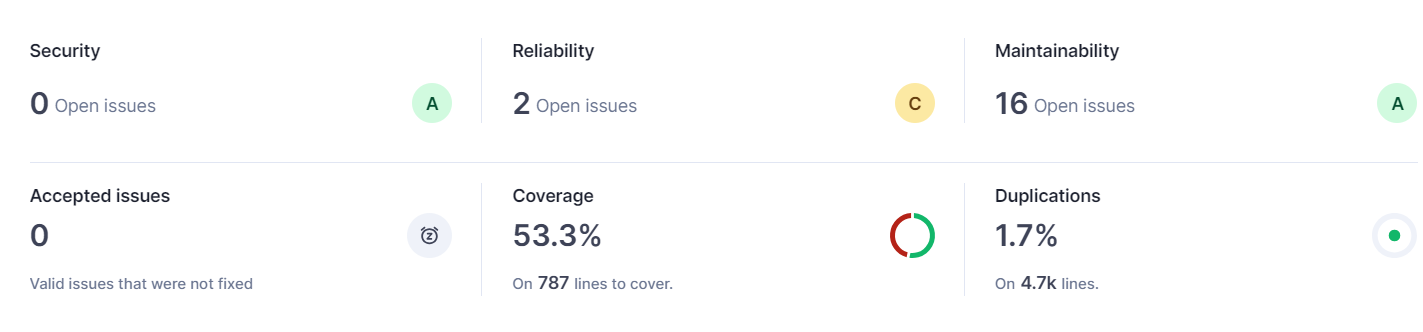 Security
0 Open issues
A
Reliability
2 Open issues
C
Maintainability
16 Open issues
A
Accepted issues
0
Valid issues that were not fixed
Coverage
53.3%
On 787 lines to cover.
Duplications
1.7%
On 4.7k lines.